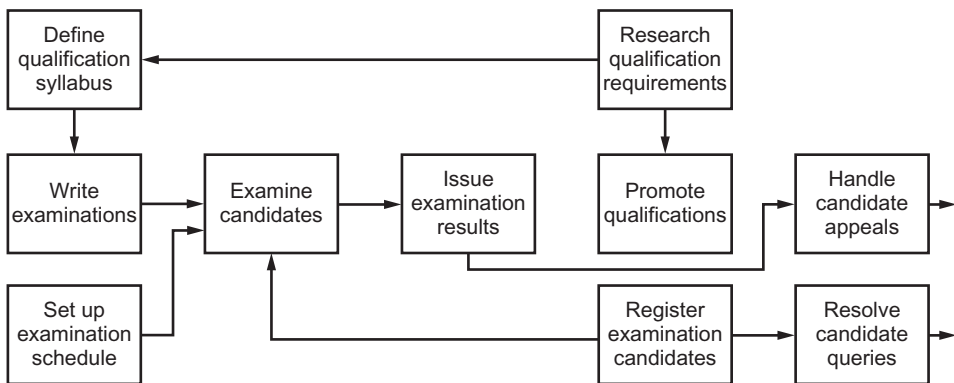 Define
qualification
syllabus
Research
qualification
requirements
Write
examinations
Examine
candidates
Issue
examination
results
Promote
qualifications
Handle
candidate
appeals
Set up
examination
schedule
Register
examination
candidates
Resolve
candidate
queries